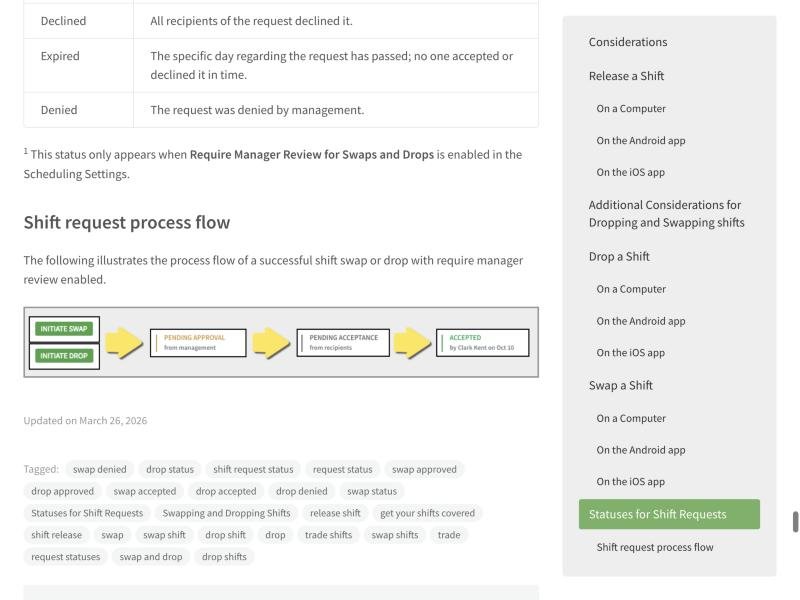 Declined All recipients of the request declined it.
Expired The specific day regarding the request has passed; no one accepted or
declined it in time.
Denied The request was denied by management.
1 This status only appears when Require Manager Review for Swaps and Drops is enabled in the
Scheduling Settings.
Shift request process flow
The following illustrates the process flow of a successful shift swap or drop with require manager
review enabled.
INITIATE SWAP
INITIATE DROP
PENDING APPROVAL
from management
PENDING ACCEPTANCE
from recipients
ACCEPTED
by Clark Kent on Oct 10
Updated on March 26, 2026
Tagged: swap denied drop status shift request status request status swap approved
drop approved swap accepted drop accepted drop denied swap status
Statuses for Shift Requests Swapping and Dropping Shifts release shift get your shifts covered
shift release swap swap shift drop shift drop trade shifts swap shifts trade
request statuses swap and drop drop shifts
Considerations
Release a Shift
On a Computer
On the Android app
On the iOS app
Additional Considerations for
Dropping and Swapping shifts
Drop a Shift
On a Computer
On the Android app
On the iOS app
Swap a Shift
On a Computer
On the Android app
On the iOS app
Statuses for Shift Requests
Shift request process flow